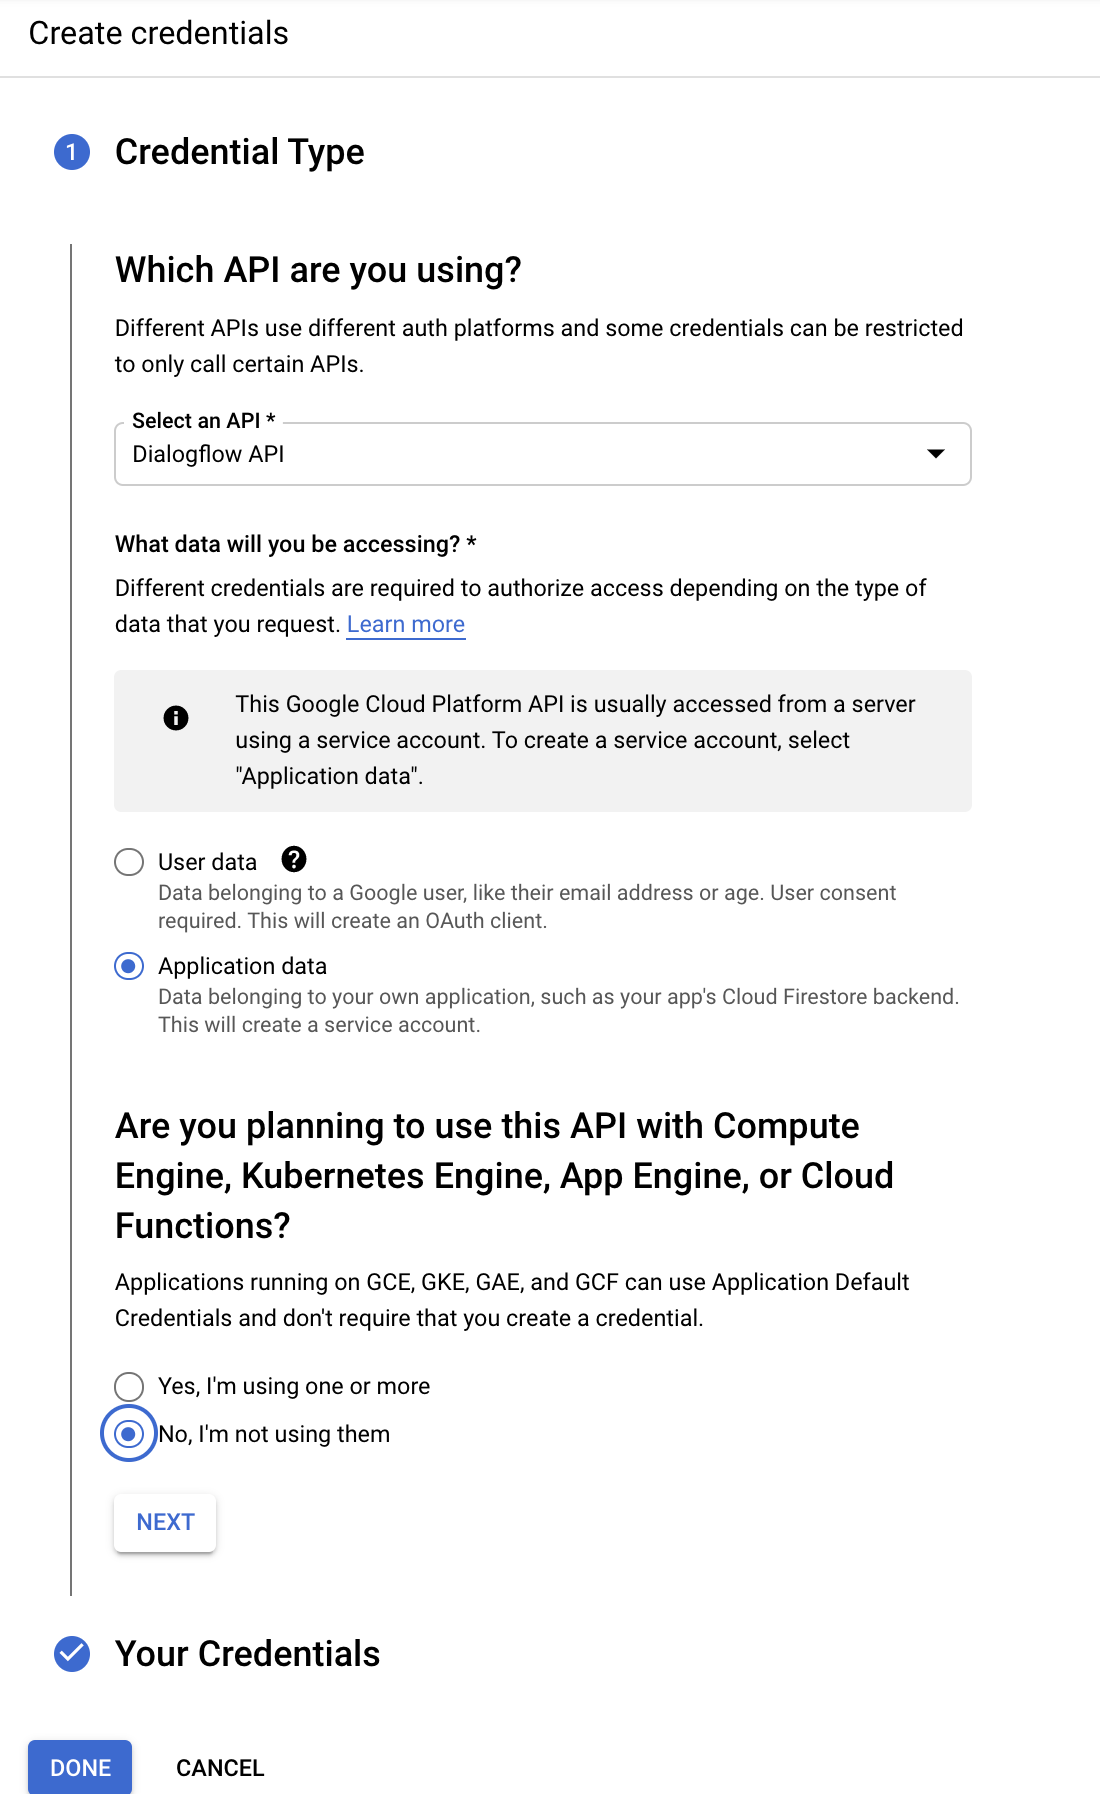 Create credentials
1 Credential Type
Which API are you using?
Different APIs use different auth platforms and some credentials can be restricted
to only call certain APIs.
Select an API *
Dialogflow API
What data will you be accessing? *
Different credentials are required to authorize access depending on the type of
data that you request. Learn more
This Google Cloud Platform API is usually accessed from a server
using a service account. To create a service account, select
"Application data".
User data
Data belonging to a Google user, like their email address or age. User consent
required. This will create an OAuth client.
Application data
Data belonging to your own application, such as your app's Cloud Firestore backend.
This will create a service account.
Are you planning to use this API with Compute
Engine, Kubernetes Engine, App Engine, or Cloud
Functions?
Applications running on GCE, GKE, GAE, and GCF can use Application Default
Credentials and don't require that you create a credential.
Yes, I'm using one or more
No, I'm not using them
NEXT
Your Credentials
DONE CANCEL